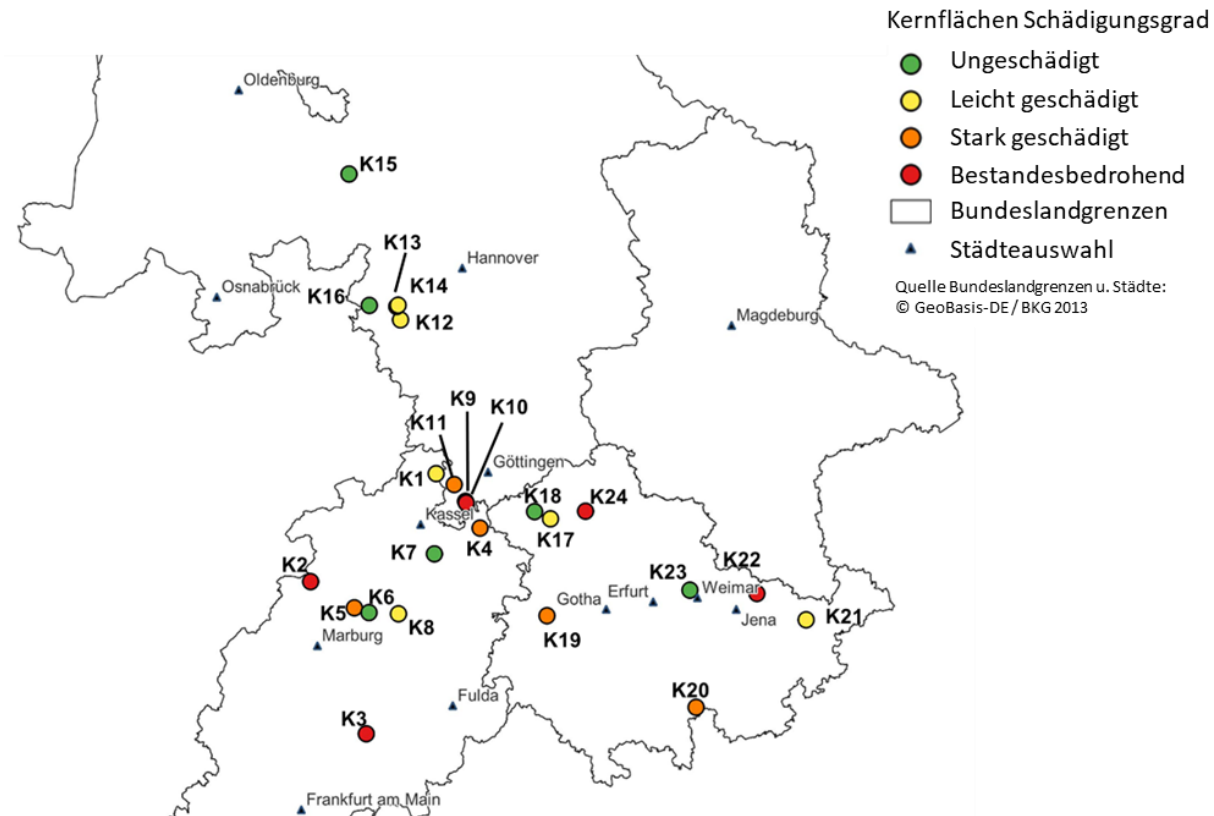 Kernflächen Schädigungsgrad
Ungeschädigt
Leicht geschädigt
Stark geschädigt
Bestandesbedrohend
Bundeslandgrenzen
Städteauswahl
Quelle Bundeslandgrenzen u. Städte:
© GeoBasis-DE / BKG 2013
Oldenburg
K15
K13
Hannover
Osnabrück
K16
K14
K12
Magdeburg
K9
K10
K11
Göttingen
K1
K18
K24
Kassel
K17
K4
K7
K22
K2
K23
Weimar
Erfurt
Gotha
K6
K5
K8
K21
Jena
Marburg
K19
K20
Fulda
K3
Frankfurt am Main